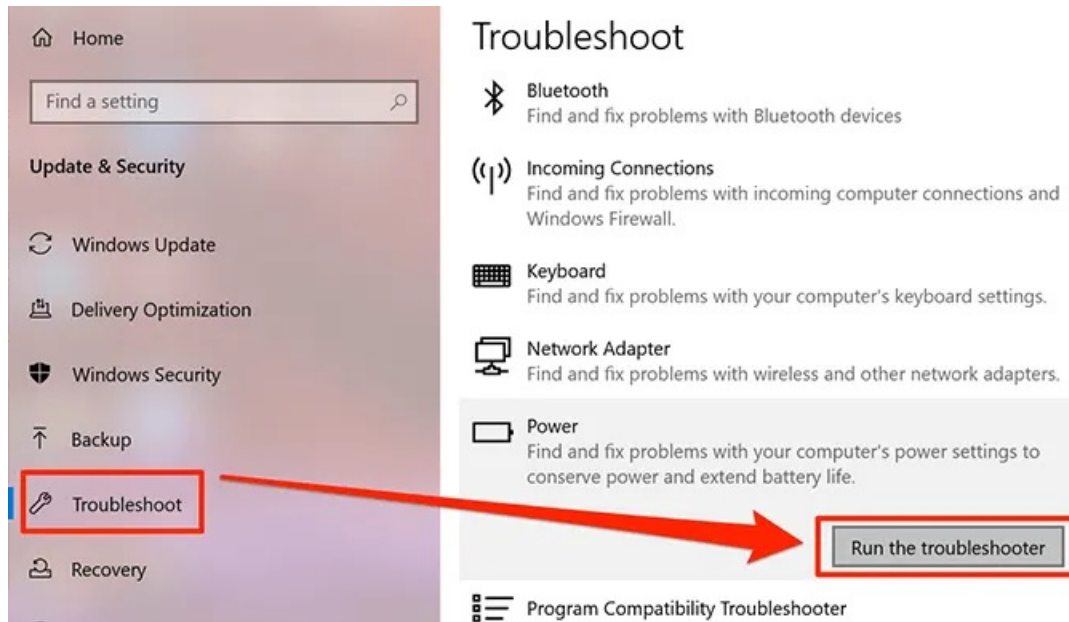 Home
Find a setting
Update & Security
Windows Update
Delivery Optimization
Windows Security
Backup
Troubleshoot
Recovery
Troubleshoot
Bluetooth
Find and fix problems with Bluetooth devices
Incoming Connections
Find and fix problems with incoming computer connections and
Windows Firewall.
Keyboard
Find and fix problems with your computer's keyboard settings.
Network Adapter
Find and fix problems with wireless and other network adapters.
Power
Find and fix problems with your computer's power settings to
conserve power and extend battery life.
Run the troubleshooter
Program Compatibility Troubleshooter